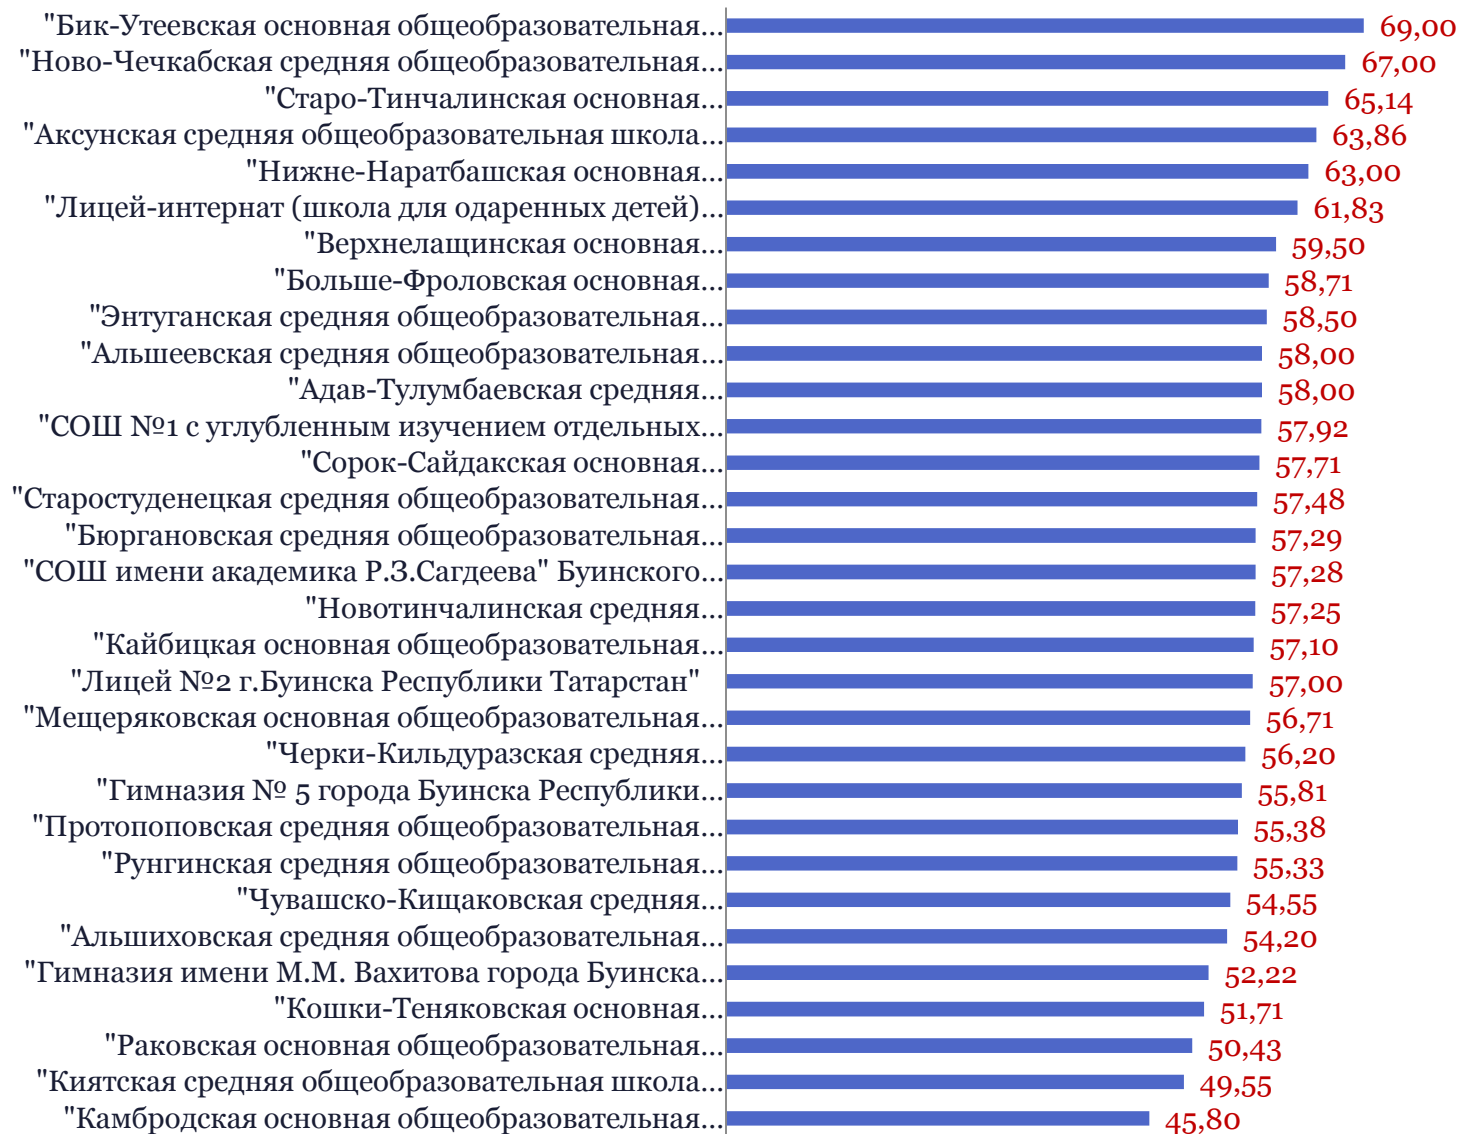 "Бик-Утеевская основная общеобразовательная... 69,00
"Ново-Чечкабская средняя общеобразовательная... 67,00
"Старо-Тинчалинская основная... 65,14
"Аксунская средняя общеобразовательная школа... 63,86
"Нижне-Наратбашская основная... 63,00
"Лицей-интернат (школа для одаренных детей)... 61,83
"Верхнелащинская основная... 59,50
"Больше-Фроловская основная... 58,71
"Энтуганская средняя общеобразовательная... 58,50
"Альшеевская средняя общеобразовательная... 58,00
"Адав-Тулумбаевская средняя... 58,00
"СОШ №1 с углубленным изучением отдельных... 57,92
"Сорок-Сайдакская основная... 57,71
"Старостуденецкая средняя общеобразовательная... 57,48
"Бюргановская средняя общеобразовательная... 57,29
"СОШ имени академика Р.З.Сагдеева" Буинского... 57,28
"Новотинчалинская средняя... 57,25
"Кайбицкая основная общеобразовательная... 57,10
"Лицей №2 г.Буинска Республики Татарстан" 57,00
"Мещеряковская основная общеобразовательная... 56,71
"Черки-Кильдуразская средняя... 56,20
"Гимназия № 5 города Буинска Республики... 55,81
"Протопоповская средняя общеобразовательная... 55,38
"Рунгинская средняя общеобразовательная... 55,33
"Чувашско-Кищаковская средняя... 54,55
"Альшиховская средняя общеобразовательная... 54,20
"Гимназия имени М.М. Вахитова города Буинска... 52,22
"Кошки-Теняковская основная... 51,71
"Раковская основная общеобразовательная... 50,43
"Киятская средняя общеобразовательная школа... 49,55
"Камбродская основная общеобразовательная... 45,80